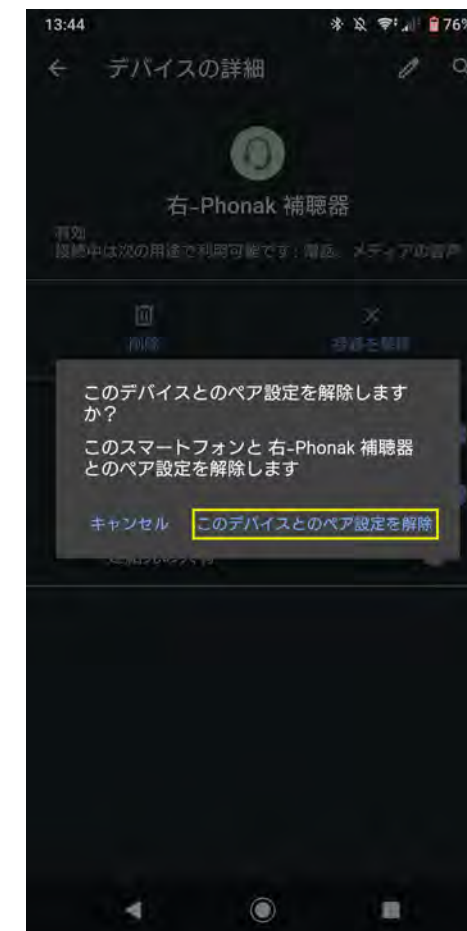 13:44 76%
デバイスの詳細
右-Phonak 補聴器
有効
接続中は次の用途で利用可能です: 電話、メディアの音声
削除
接続を解除
このデバイスとのペア設定を解除します
か？
このスマートフォンと 右-Phonak 補聴器
とのペア設定を解除します
キャンセル このデバイスとのペア設定を解除